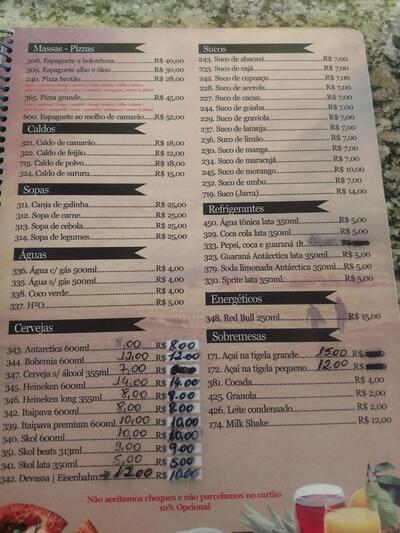 Massas - Pizzas
308. Espaguete a bolonhesa R$ 40,00
309. Espaguete alho e óleo R$ 30,00
240. Pizza brotão R$ 28,00
365. Pizza grande R$ 45,00
600. Espaguete ao molho de camarão R$ 52,00
Caldos
321. Caldo de camarão R$ 18,00
322. Caldo de feijão R$ 12,00
715. Caldo de polvo R$ 18,00
324. Caldo de sururu R$ 15,00
Sopas
311. Canja de galinha R$ 25,00
312. Sopa de carne R$ 25,00
313. Sopa de cebola R$ 25,00
314. Sopa de legumes R$ 25,00
Águas
336. Água c/ gás 500ml R$ 4,00
335. Água s/ gás 500ml R$ 4,00
338. Coco verde R$ 4,00
337. H²O R$ 5,00
Cervejas
343. Antarctica 600ml 8,00 R$ 8,00
344. Bohemia 600ml 12,00 R$ 12,00
347. Cerveja s/ álcool 355ml 7,00 R$
345. Heineken 600ml 14,00 R$ 14,00
346. Heineken long 355ml 8,00 R$ 8,00
342. Itaipava 600ml 8,00 R$ 8,00
339. Itaipava premium 600ml 10,00 R$ 10,00
340. Skol 600ml 10,00 R$ 10,00
351. Skol beats 313ml 9,00 R$ 9,00
341. Skol lata 350ml 5,00 R$ 5,00
342. Devassa | Eisenbahn 12,00 R$ 10,00
Sucos
243. Suco de abacaxi R$ 7,00
233. Suco de cajá R$ 7,00
242. Suco de cupuaçu R$ 7,00
228. Suco de acerola R$ 7,00
227. Suco de cacau R$ 7,00
244. Suco de goiaba R$ 7,00
229. Suco de graviola R$ 7,00
237. Suco de laranja R$ 7,00
236. Suco de limão R$ 7,00
230. Suco de manga R$ 7,00
234. Suco de maracujá R$ 7,00
245. Suco de morango R$ 10,00
232. Suco de umbu R$ 7,00
719. Suco (Jarra) R$ 14,00
Refrigerantes
450. Água tônica lata 350ml R$ 5,00
329. Coca cola lata 350ml R$ 5,00
333. Pepsi, coca e guaraná 1lt
323. Guaraná Antárctica lata 350ml R$ 5,00
379. Soda limonada Antárctica 350ml R$ 5,00
330. Sprite lata 350ml R$ 5,00
Energéticos
348. Red Bull 250ml R$ 15,00
Sobremesas
171. Açaí na tigela grande 15,00 R$
172. Açaí na tigela pequeno 12,00 R$
381. Cocada R$ 4,00
425. Granola R$ 2,00
426. Leite condensado R$ 2,00
174. Milk Shake R$ 12,00
Não aceitamos cheques e não parcelamos no cartão
10% Opcional